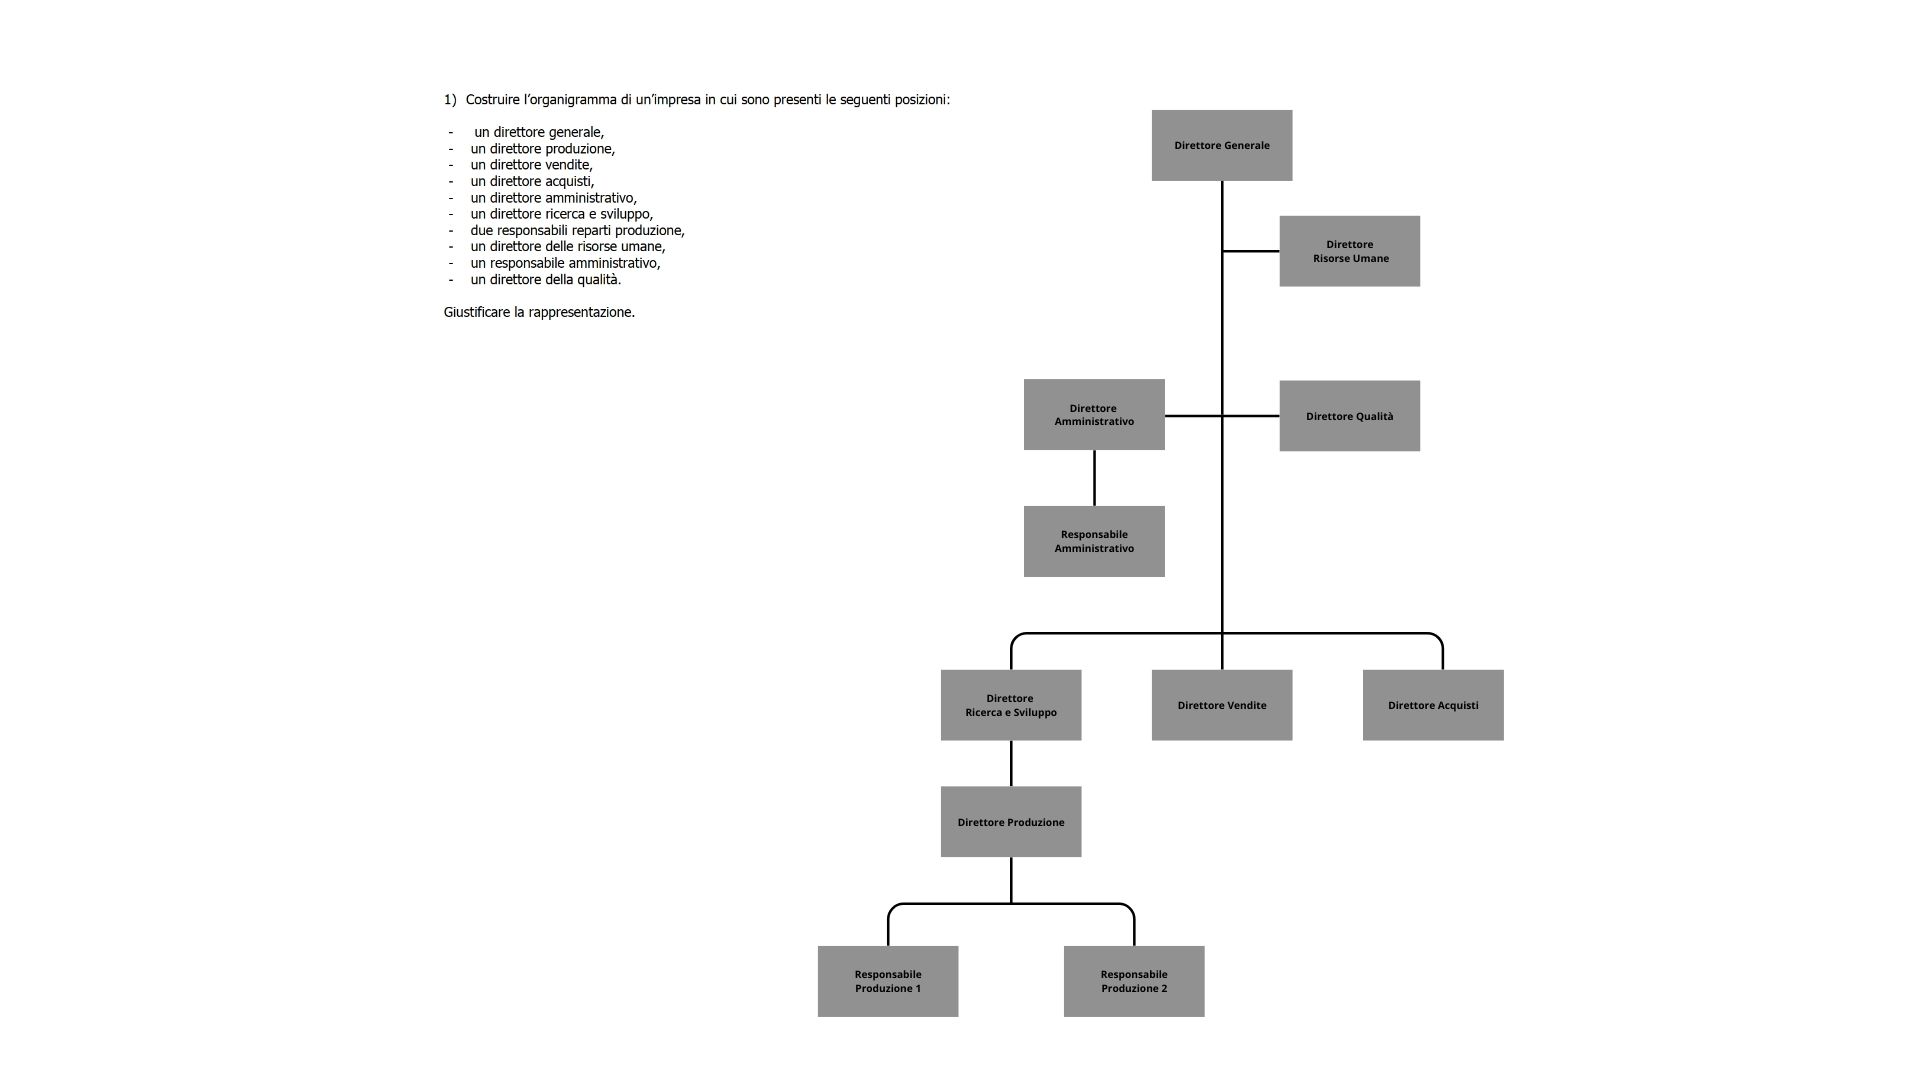 1) Costruire l'organigramma di un'impresa in cui sono presenti le seguenti posizioni:
- un direttore generale,
- un direttore produzione,
- un direttore vendite,
- un direttore acquisti,
- un direttore amministrativo,
- un direttore ricerca e sviluppo,
- due responsabili reparti produzione,
- un direttore delle risorse umane,
- un responsabile amministrativo,
- un direttore della qualità.
Giustificare la rappresentazione.
Direttore Generale
Direttore
Risorse Umane
Direttore
Amministrativo
Direttore Qualità
Responsabile
Amministrativo
Direttore
Ricerca e Sviluppo
Direttore Vendite
Direttore Acquisti
Direttore Produzione
Responsabile
Produzione 1
Responsabile
Produzione 2